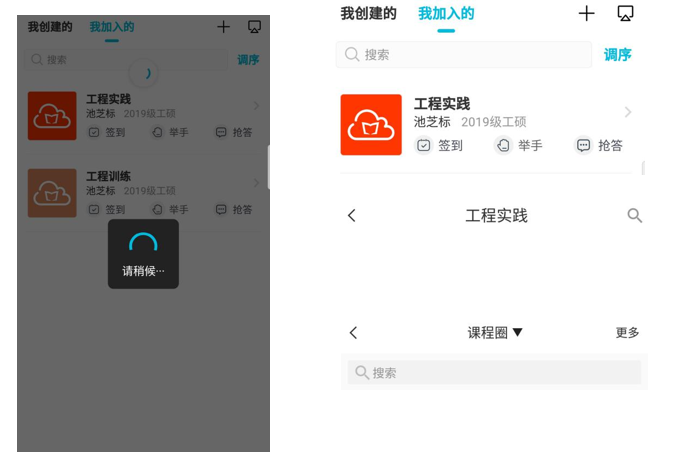 我创建的 我加入的
搜索 调序
工程实践
池芝标 2019级工硕
签到 举手 抢答
工程训练
池芝标 2019级工硕
签到 举手 抢答
请稍候···
我创建的 我加入的
搜索 调序
工程实践
池芝标 2019级工硕
签到 举手 抢答
工程实践
课程圈▼ 更多
搜索